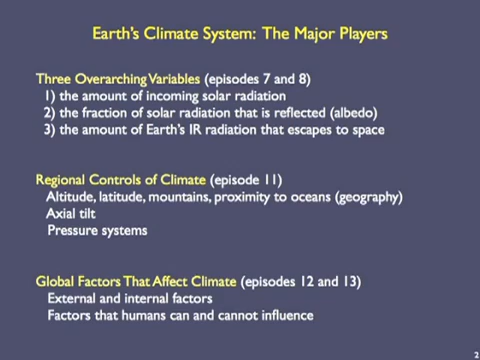 Earth's Climate System: The Major Players
Three Overarching Variables (episodes 7 and 8)
1) the amount of incoming solar radiation
2) the fraction of solar radiation that is reflected (albedo)
3) the amount of Earth's IR radiation that escapes to space
Regional Controls of Climate (episode 11)
Altitude, latitude, mountains, proximity to oceans (geography)
Axial tilt
Pressure systems
Global Factors That Affect Climate (episodes 12 and 13)
External and internal factors
Factors that humans can and cannot influence
2